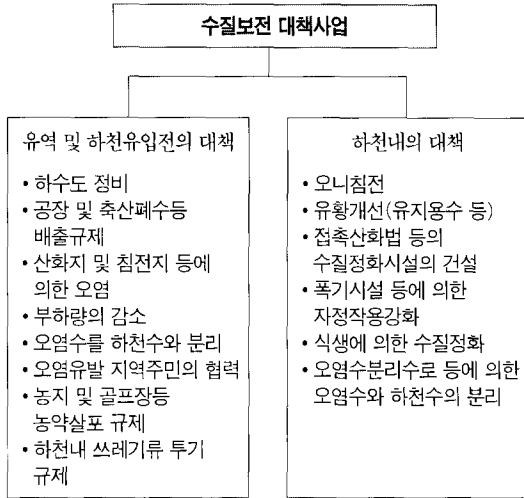 수질보전 대책사업
유역 및 하천유입전의 대책
• 하수도 정비
• 공장 및 축산폐수등
배출규제
• 산화지 및 침전지 등에
의한 오염
• 부하량의 감소
• 오염수를 하천수와 분리
• 오염유발 지역주민의 협력
• 농지 및 골프장등
농약살포 규제
• 하천내 쓰레기류 투기
규제
하천내의 대책
• 오니침전
• 유황개선(유지용수 등)
• 접촉산화법 등의
수질정화시설의 건설
• 폭기시설 등에 의한
자정작용강화
• 식생에 의한 수질정화
• 오염수분리수로 등에 의한
오염수와 하천수의 분리